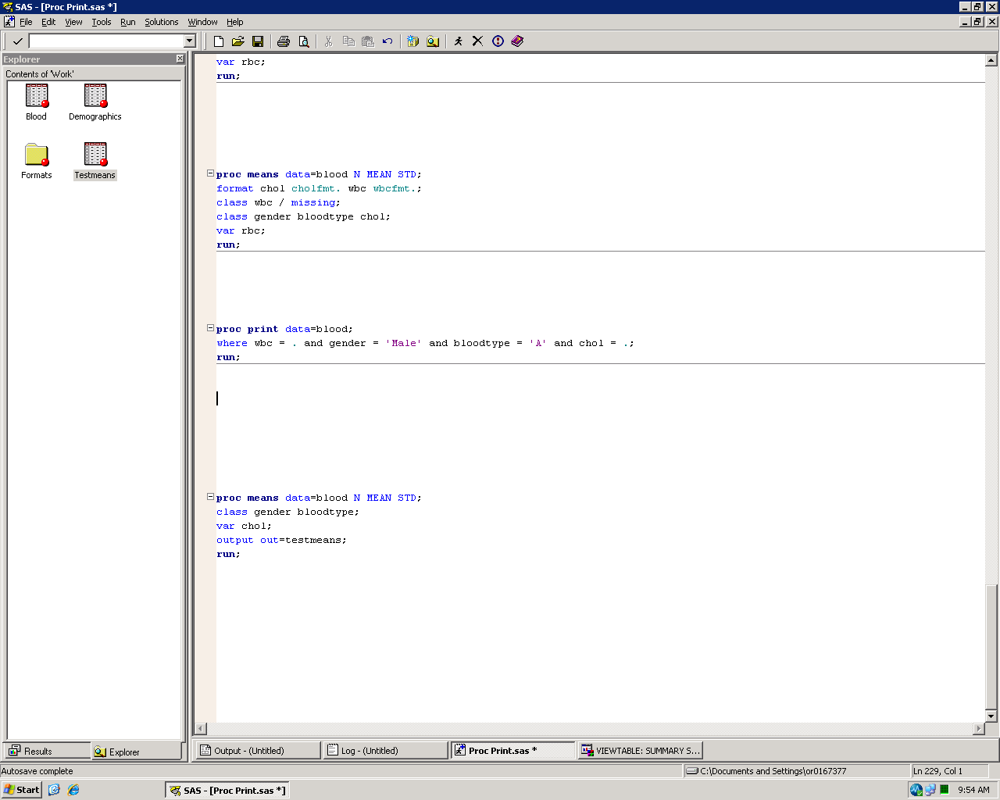 SAS - [Proc Print.sas *]
File Edit View Tools Run Solutions Window Help
Explorer
Contents of 'Work'
Blood
Demographics
Formats
Testmeans
var rbc;
run;
proc means data=blood N MEAN STD;
format chol cholfmt. wbc wbcfmt.;
class wbc / missing;
class gender bloodtype chol;
var rbc;
run;
proc print data=blood;
where wbc = . and gender = 'Male' and bloodtype = 'A' and chol = .;
run;
proc means data=blood N MEAN STD;
class gender bloodtype;
var chol;
output out=testmeans;
run;
Results
Explorer
Output - (Untitled)
Log - (Untitled)
Proc Print.sas *
VIEWTABLE: SUMMARY S...
Autosave complete
C:\Documents and Settings\or0167377
Ln 229, Col 1
Start
SAS - [Proc Print.sas *]
9:54 AM